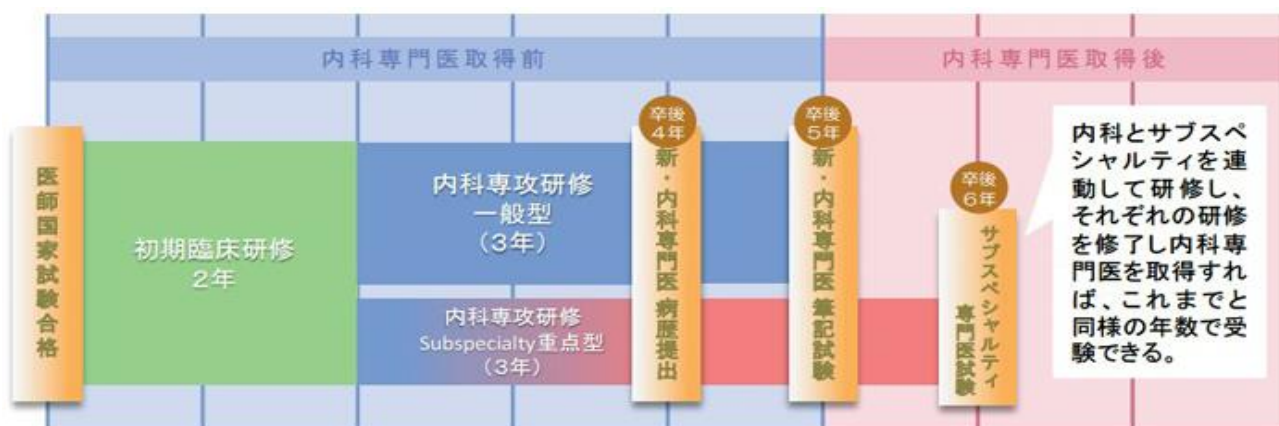 内科専門医取得前
内科専門医取得後
医師国家試験合格
初期臨床研修
2年
内科専攻研修
一般型
(3年)
内科専攻研修
Subspecialty重点型
(3年)
卒後
4年
新・内科専門医 病歴提出
卒後
5年
新・内科専門医 筆記試験
卒後
6年
サブスペシャルティ
専門医試験
内科とサブスペ
シャルティを連
動して研修し、
それぞれの研修
を修了し内科専
門医を取得すれ
ば、これまでと
同様の年数で受
験できる。